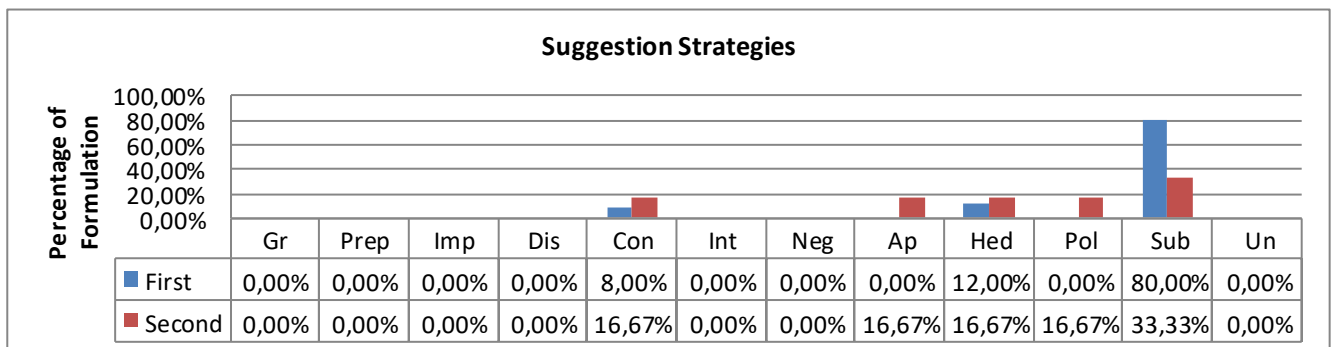 Suggestion Strategies
Percentage of
Formulation
100,00%
80,00%
60,00%
40,00%
20,00%
0,00%
Gr Prep Imp Dis Con Int Neg Ap Hed Pol Sub Un
First 0,00% 0,00% 0,00% 0,00% 8,00% 0,00% 0,00% 0,00% 12,00% 0,00% 80,00% 0,00%
Second 0,00% 0,00% 0,00% 0,00% 16,67% 0,00% 0,00% 16,67% 16,67% 16,67% 33,33% 0,00%